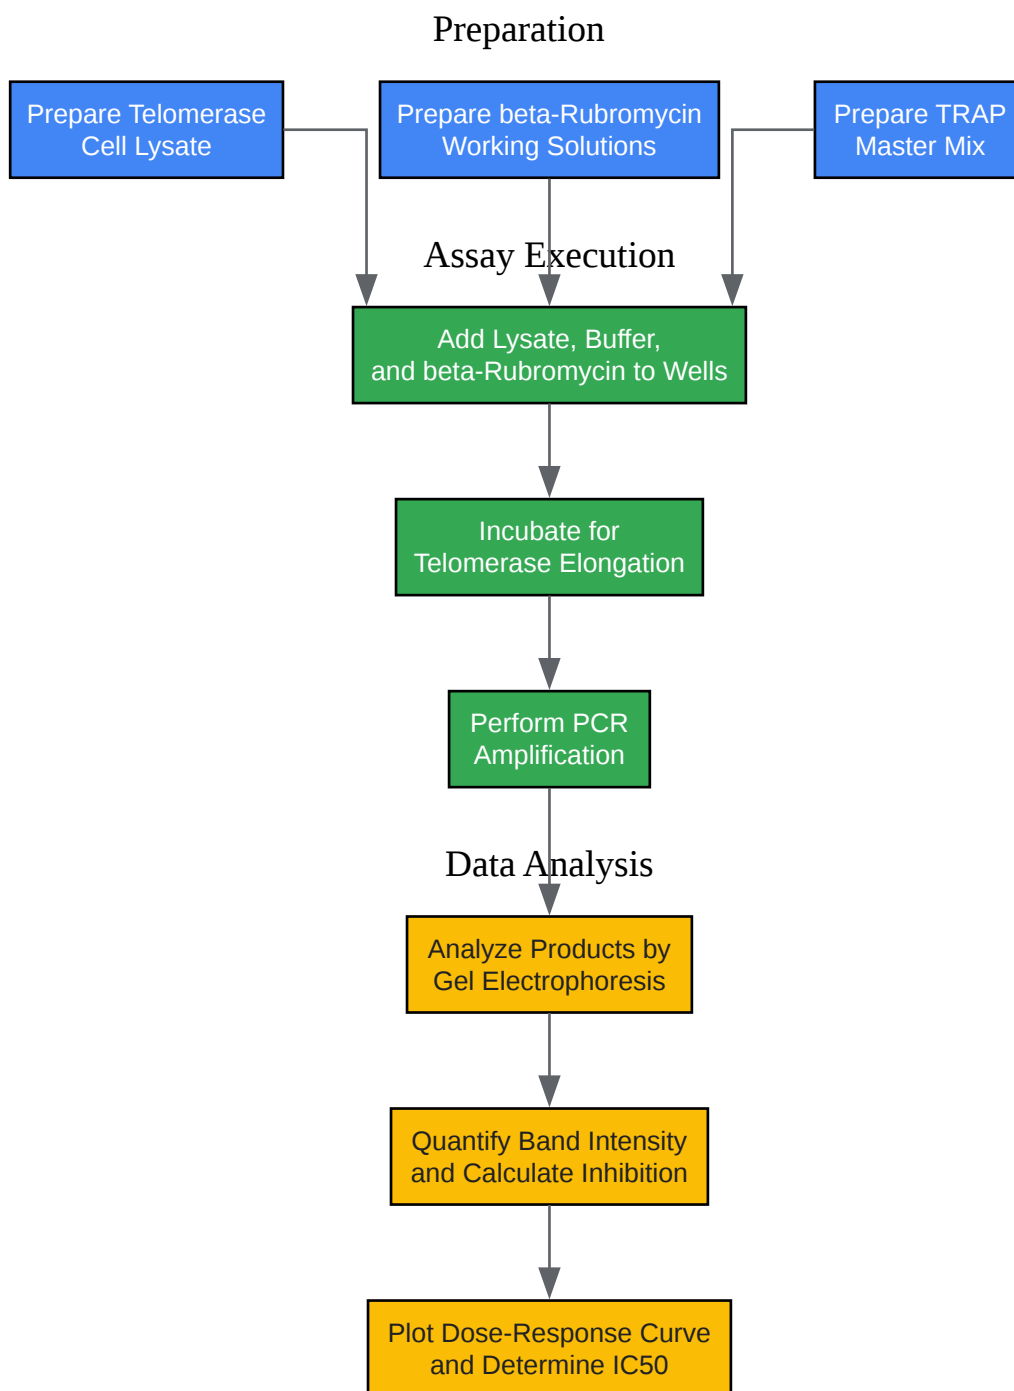 Preparation
Prepare Telomerase
Cell Lysate
Prepare beta-Rubromycin
Working Solutions
Prepare TRAP
Master Mix
Assay Execution
Add Lysate, Buffer,
and beta-Rubromycin to Wells
Incubate for
Telomerase Elongation
Perform PCR
Amplification
Data Analysis
Analyze Products by
Gel Electrophoresis
Quantify Band Intensity
and Calculate Inhibition
Plot Dose-Response Curve
and Determine IC50